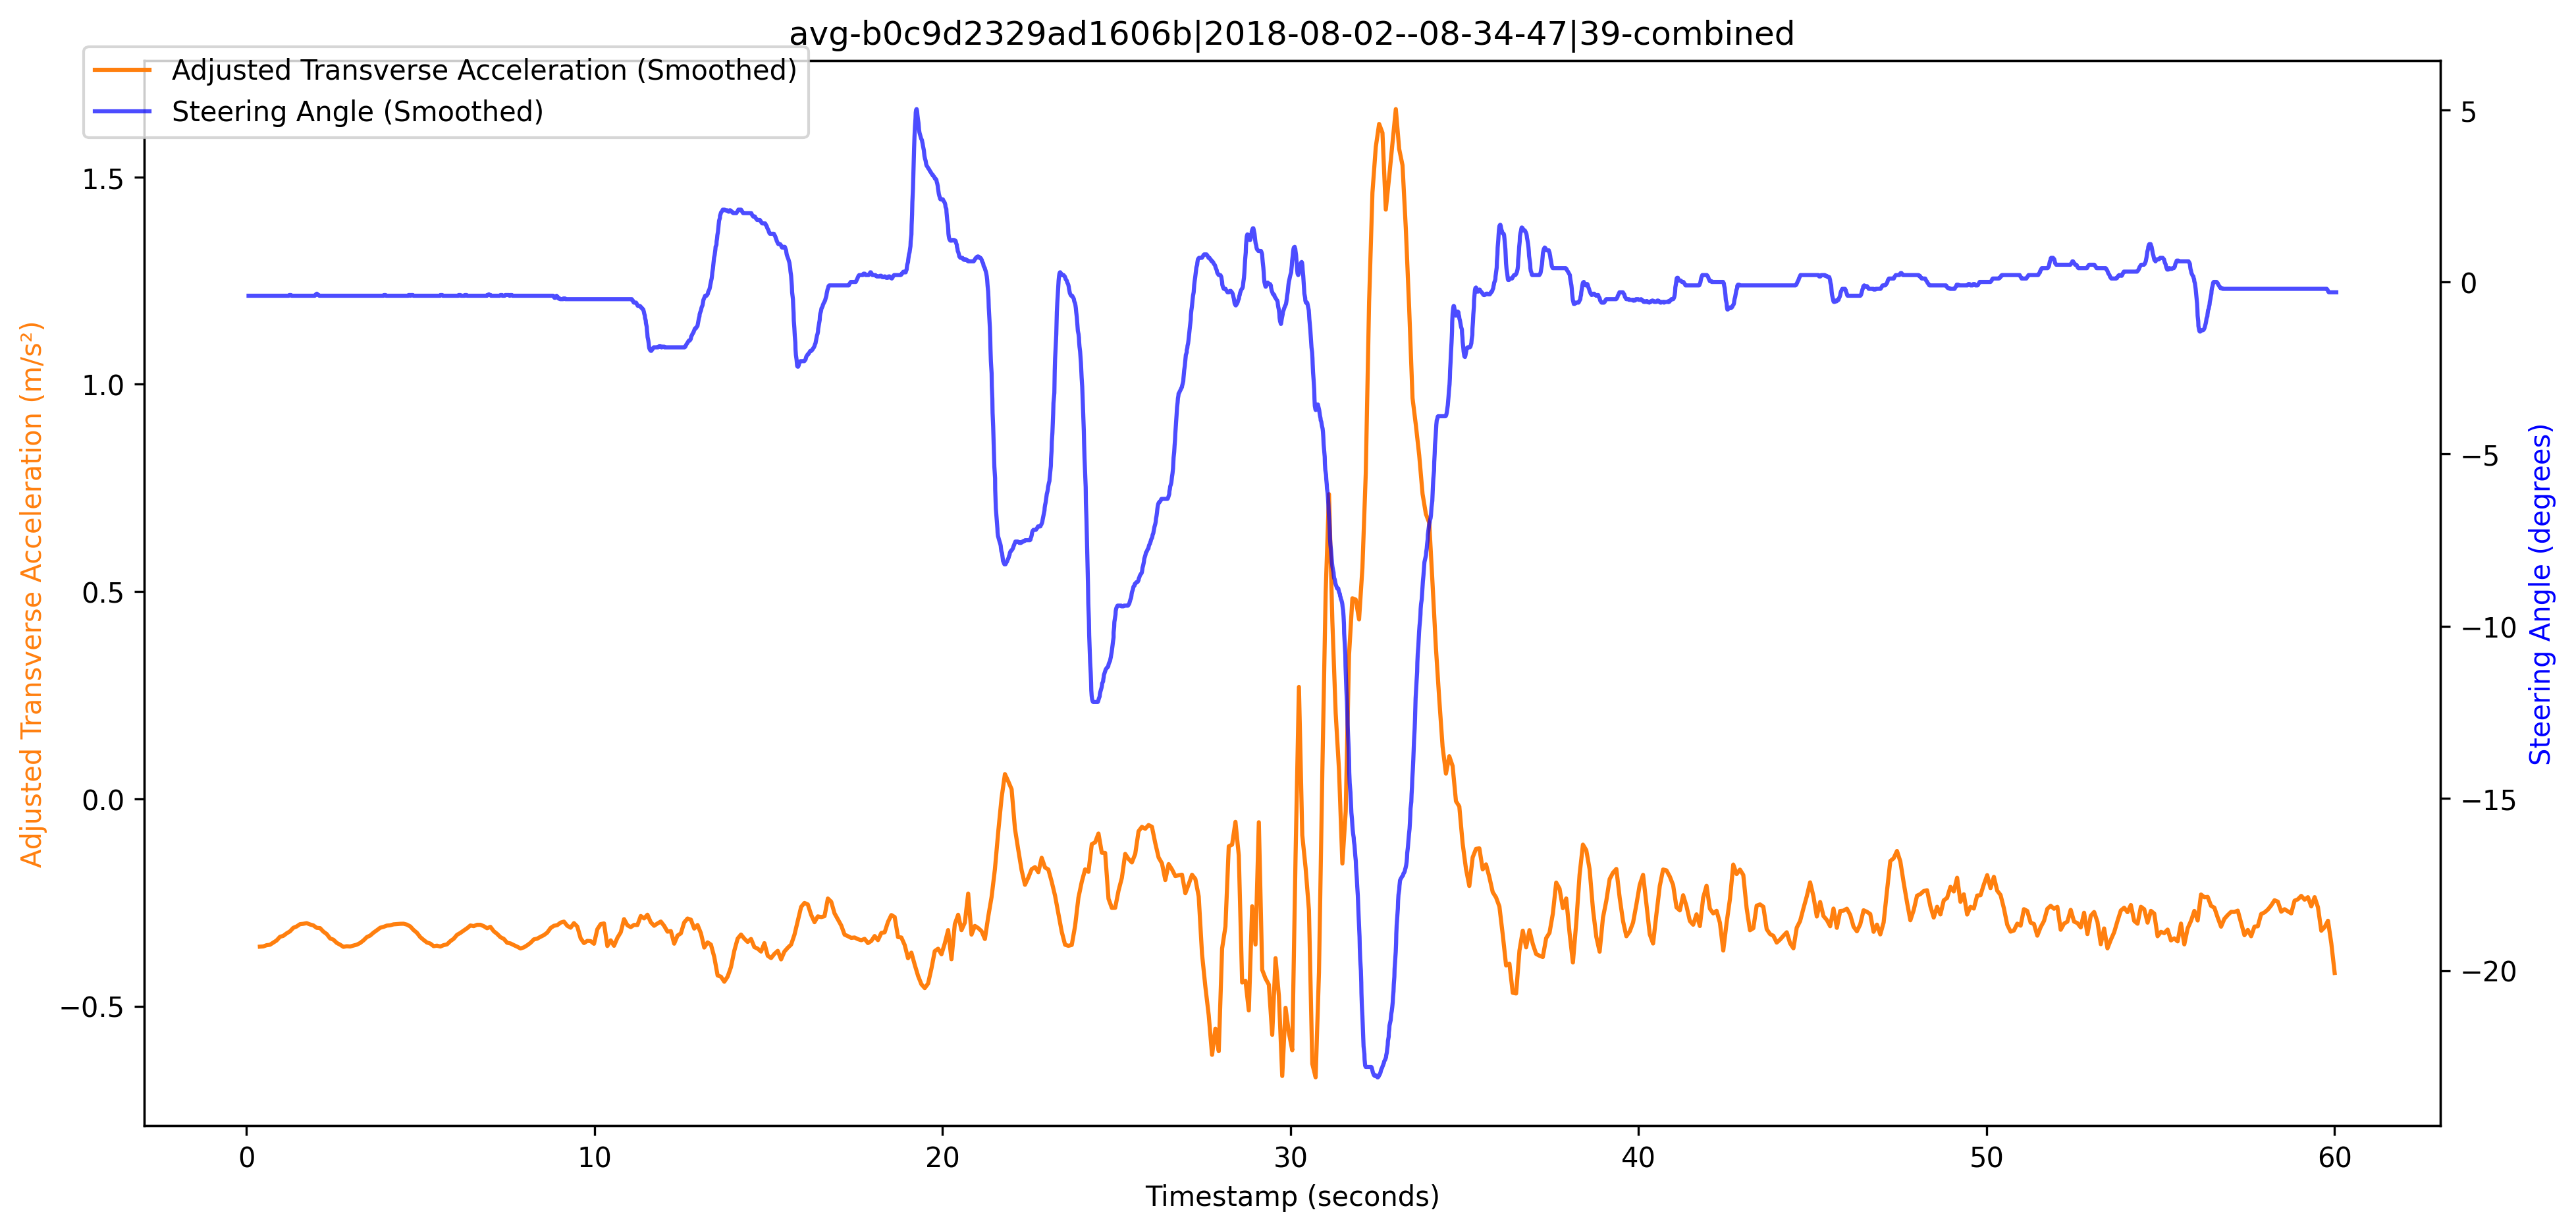 avg-b0c9d2329ad1606b|2018-08-02--08-34-47|39-combined
Adjusted Transverse Acceleration (Smoothed)
Steering Angle (Smoothed)
1.5
1.0
0.5
0.0
−0.5
Adjusted Transverse Acceleration (m/s²)
5
0
−5
−10
−15
−20
Steering Angle (degrees)
0 10 20 30 40 50 60
Timestamp (seconds)